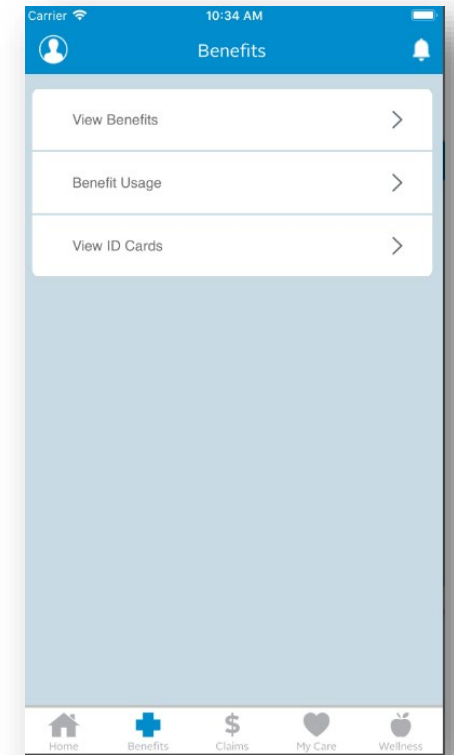 Carrier 10:34 AM
Benefits
View Benefits
Benefit Usage
View ID Cards
$
Home Benefits Claims My Care Wellness